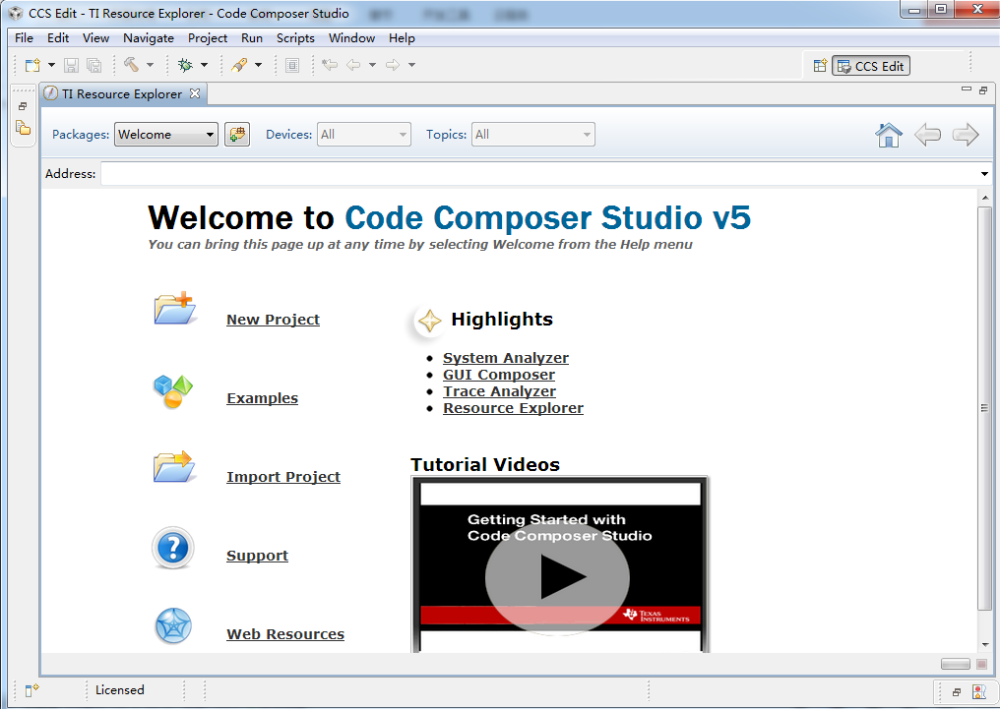 CCS Edit - TI Resource Explorer - Code Composer Studio
File Edit View Navigate Project Run Scripts Window Help
CCS Edit
TI Resource Explorer
Packages: Welcome Devices: All Topics: All
Address:
Welcome to Code Composer Studio v5
You can bring this page up at any time by selecting Welcome from the Help menu
New Project
Examples
Import Project
Support
Web Resources
Highlights
• System Analyzer
• GUI Composer
• Trace Analyzer
• Resource Explorer
Tutorial Videos
Getting Started with
Code Composer Studio
TEXAS
INSTRUMENTS
Licensed